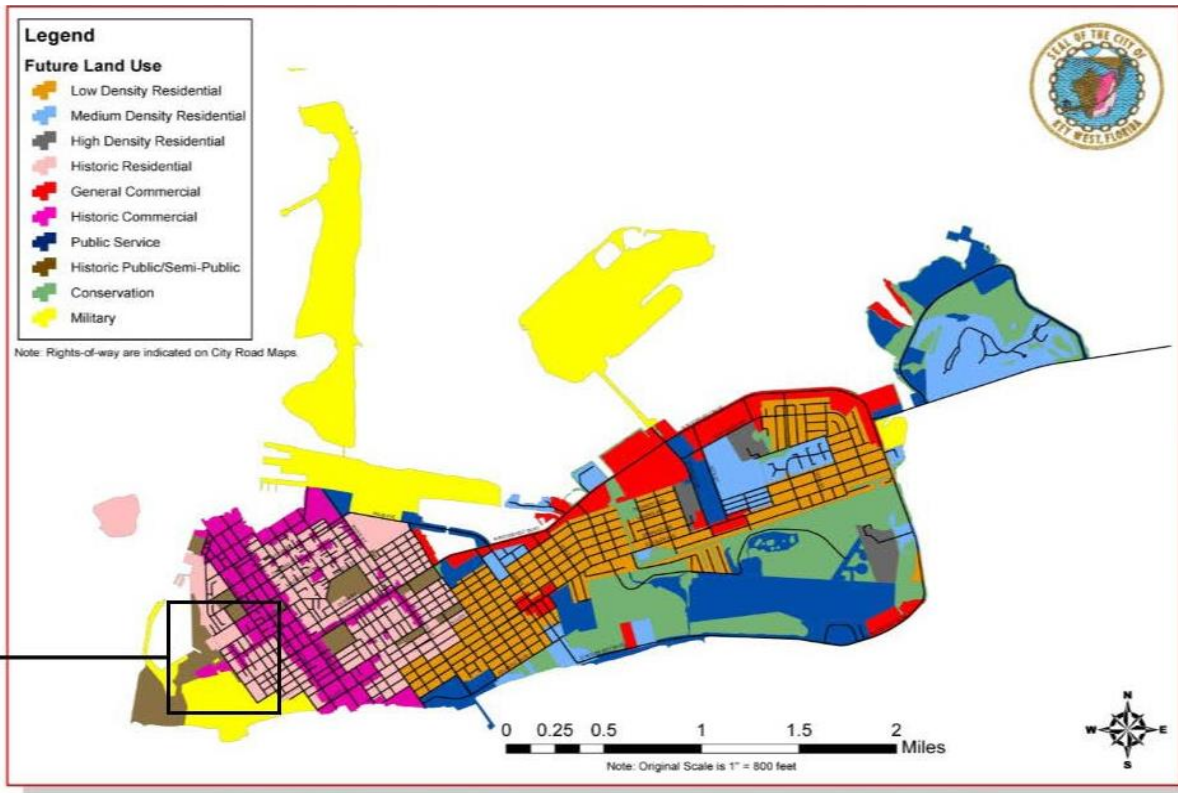 Legend
Future Land Use
Low Density Residential
Medium Density Residential
High Density Residential
Historic Residential
General Commercial
Historic Commercial
Public Service
Historic Public/Semi-Public
Conservation
Military
Note: Rights-of-way are indicated on City Road Maps.
SEAL OF THE CITY OF
KEY WEST, FLORIDA
N
W E
S
0 0.25 0.5 1 1.5 2
Miles
Note: Original Scale is 1" = 800 feet